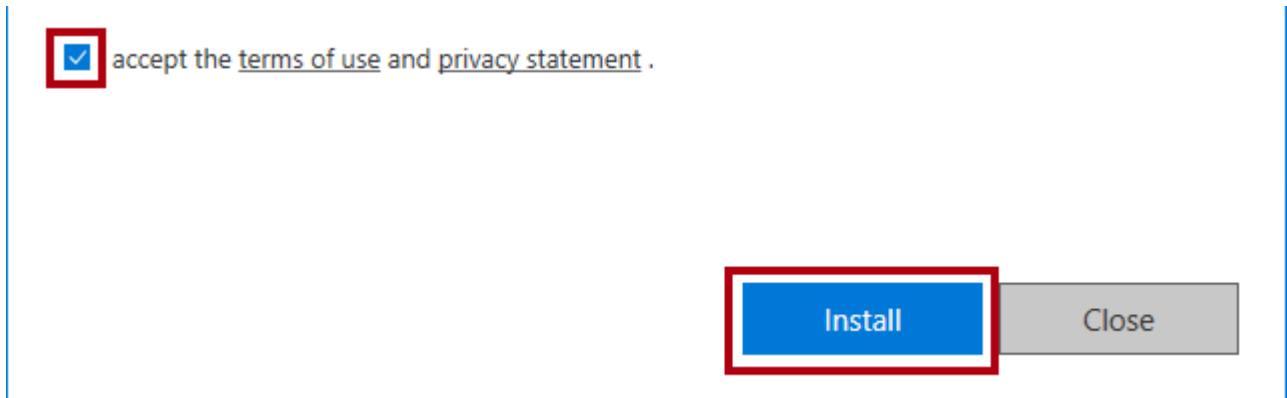 accept the terms of use and privacy statement .
Install
Close